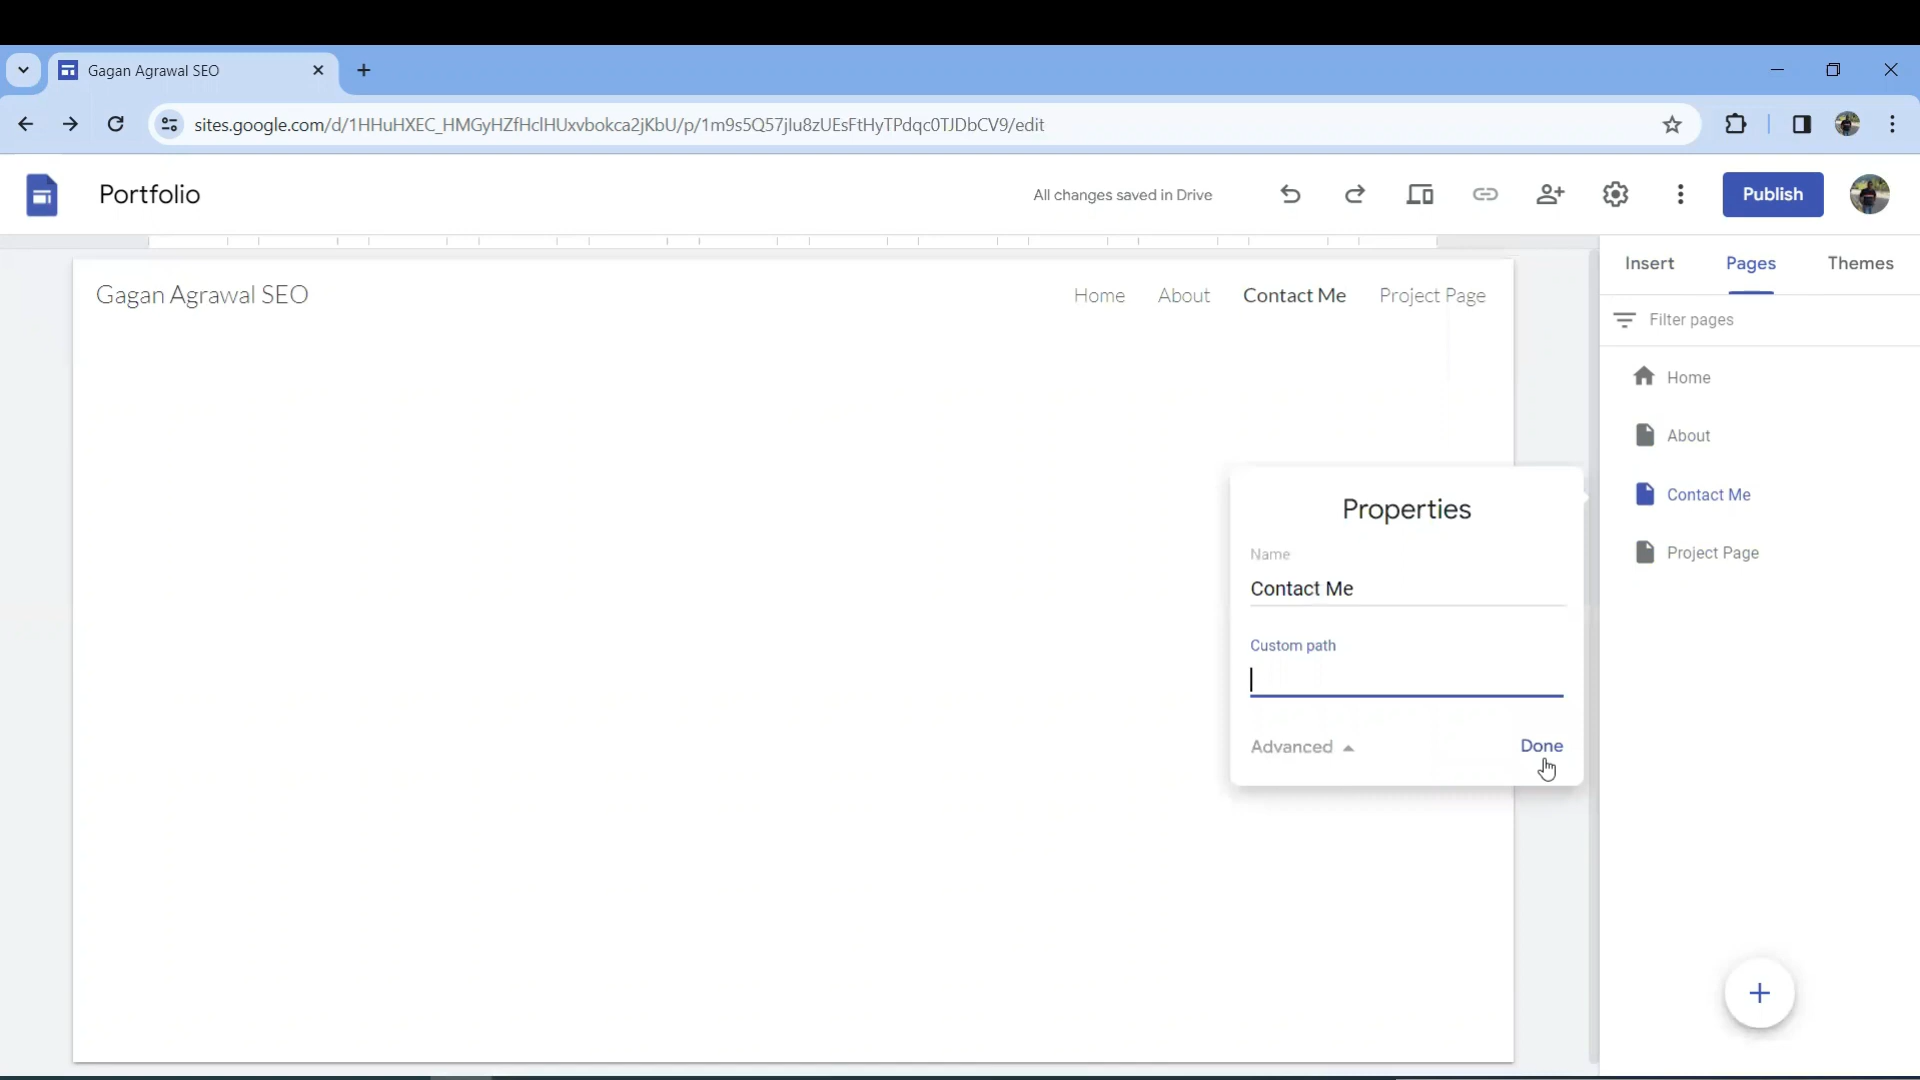 Gagan Agrawal SEO
sites.google.com/d/1HHuHXEC_HMGyHZfHclHUxvbokca2jKbU/p/1m9s5Q57jlu8zUEsFtHyTPdqc0TJDbCV9/edit
Portfolio
All changes saved in Drive
Publish
Insert Pages Themes
Gagan Agrawal SEO
Home About Contact Me Project Page
Filter pages
Home
About
Contact Me
Project Page
Properties
Name
Contact Me
Custom path
Advanced
Done